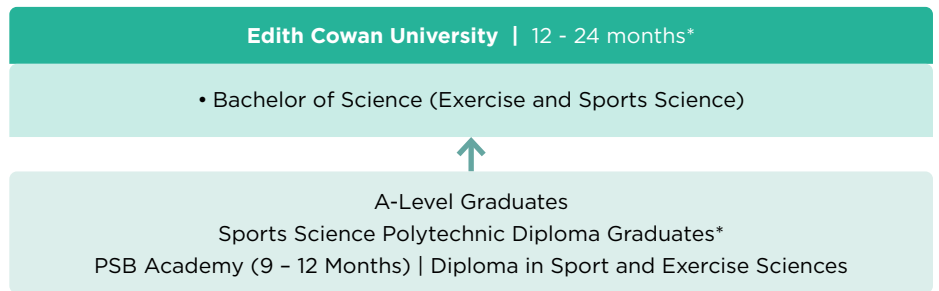 Edith Cowan University | 12 - 24 months*
• Bachelor of Science (Exercise and Sports Science)
A-Level Graduates
Sports Science Polytechnic Diploma Graduates*
PSB Academy (9 – 12 Months) | Diploma in Sport and Exercise Sciences